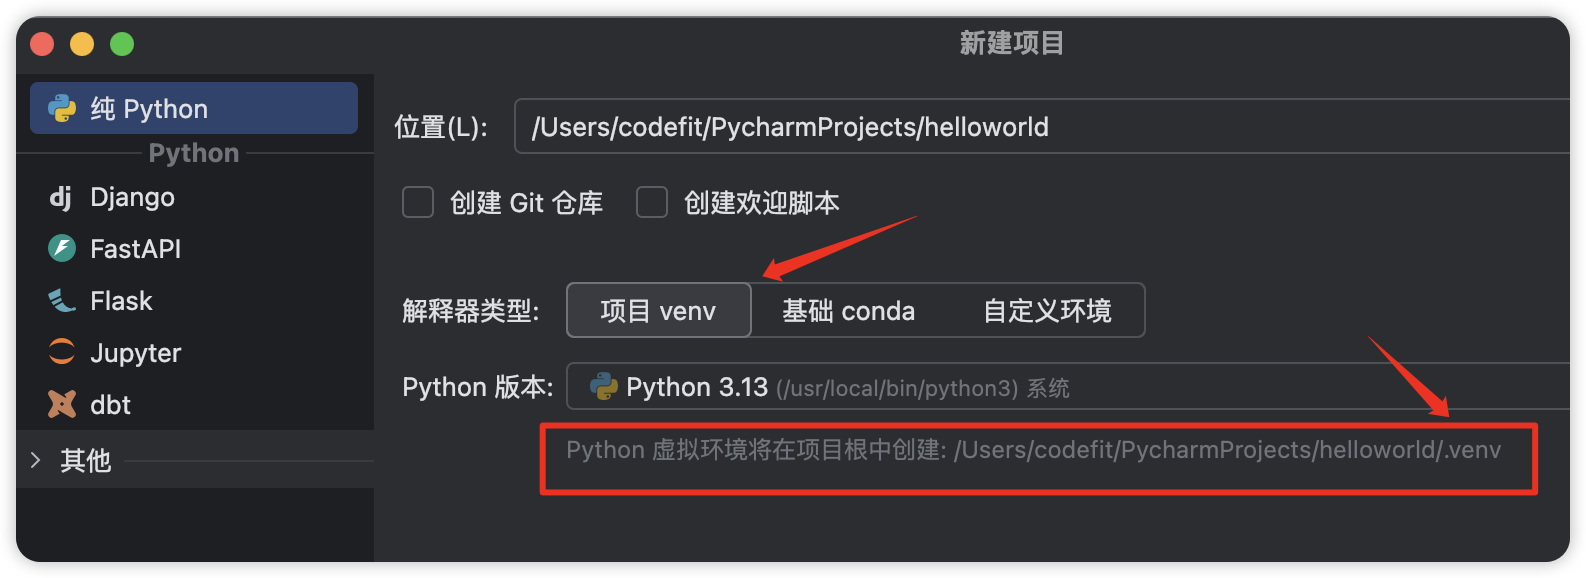 新建项目
纯 Python
Python
Django
FastAPI
Flask
Jupyter
dbt
其他
位置(L): /Users/codefit/PycharmProjects/helloworld
创建 Git 仓库 创建欢迎脚本
解释器类型: 项目 venv 基础 conda 自定义环境
Python 版本: Python 3.13 (/usr/local/bin/python3) 系统
Python 虚拟环境将在项目根中创建: /Users/codefit/PycharmProjects/helloworld/.venv